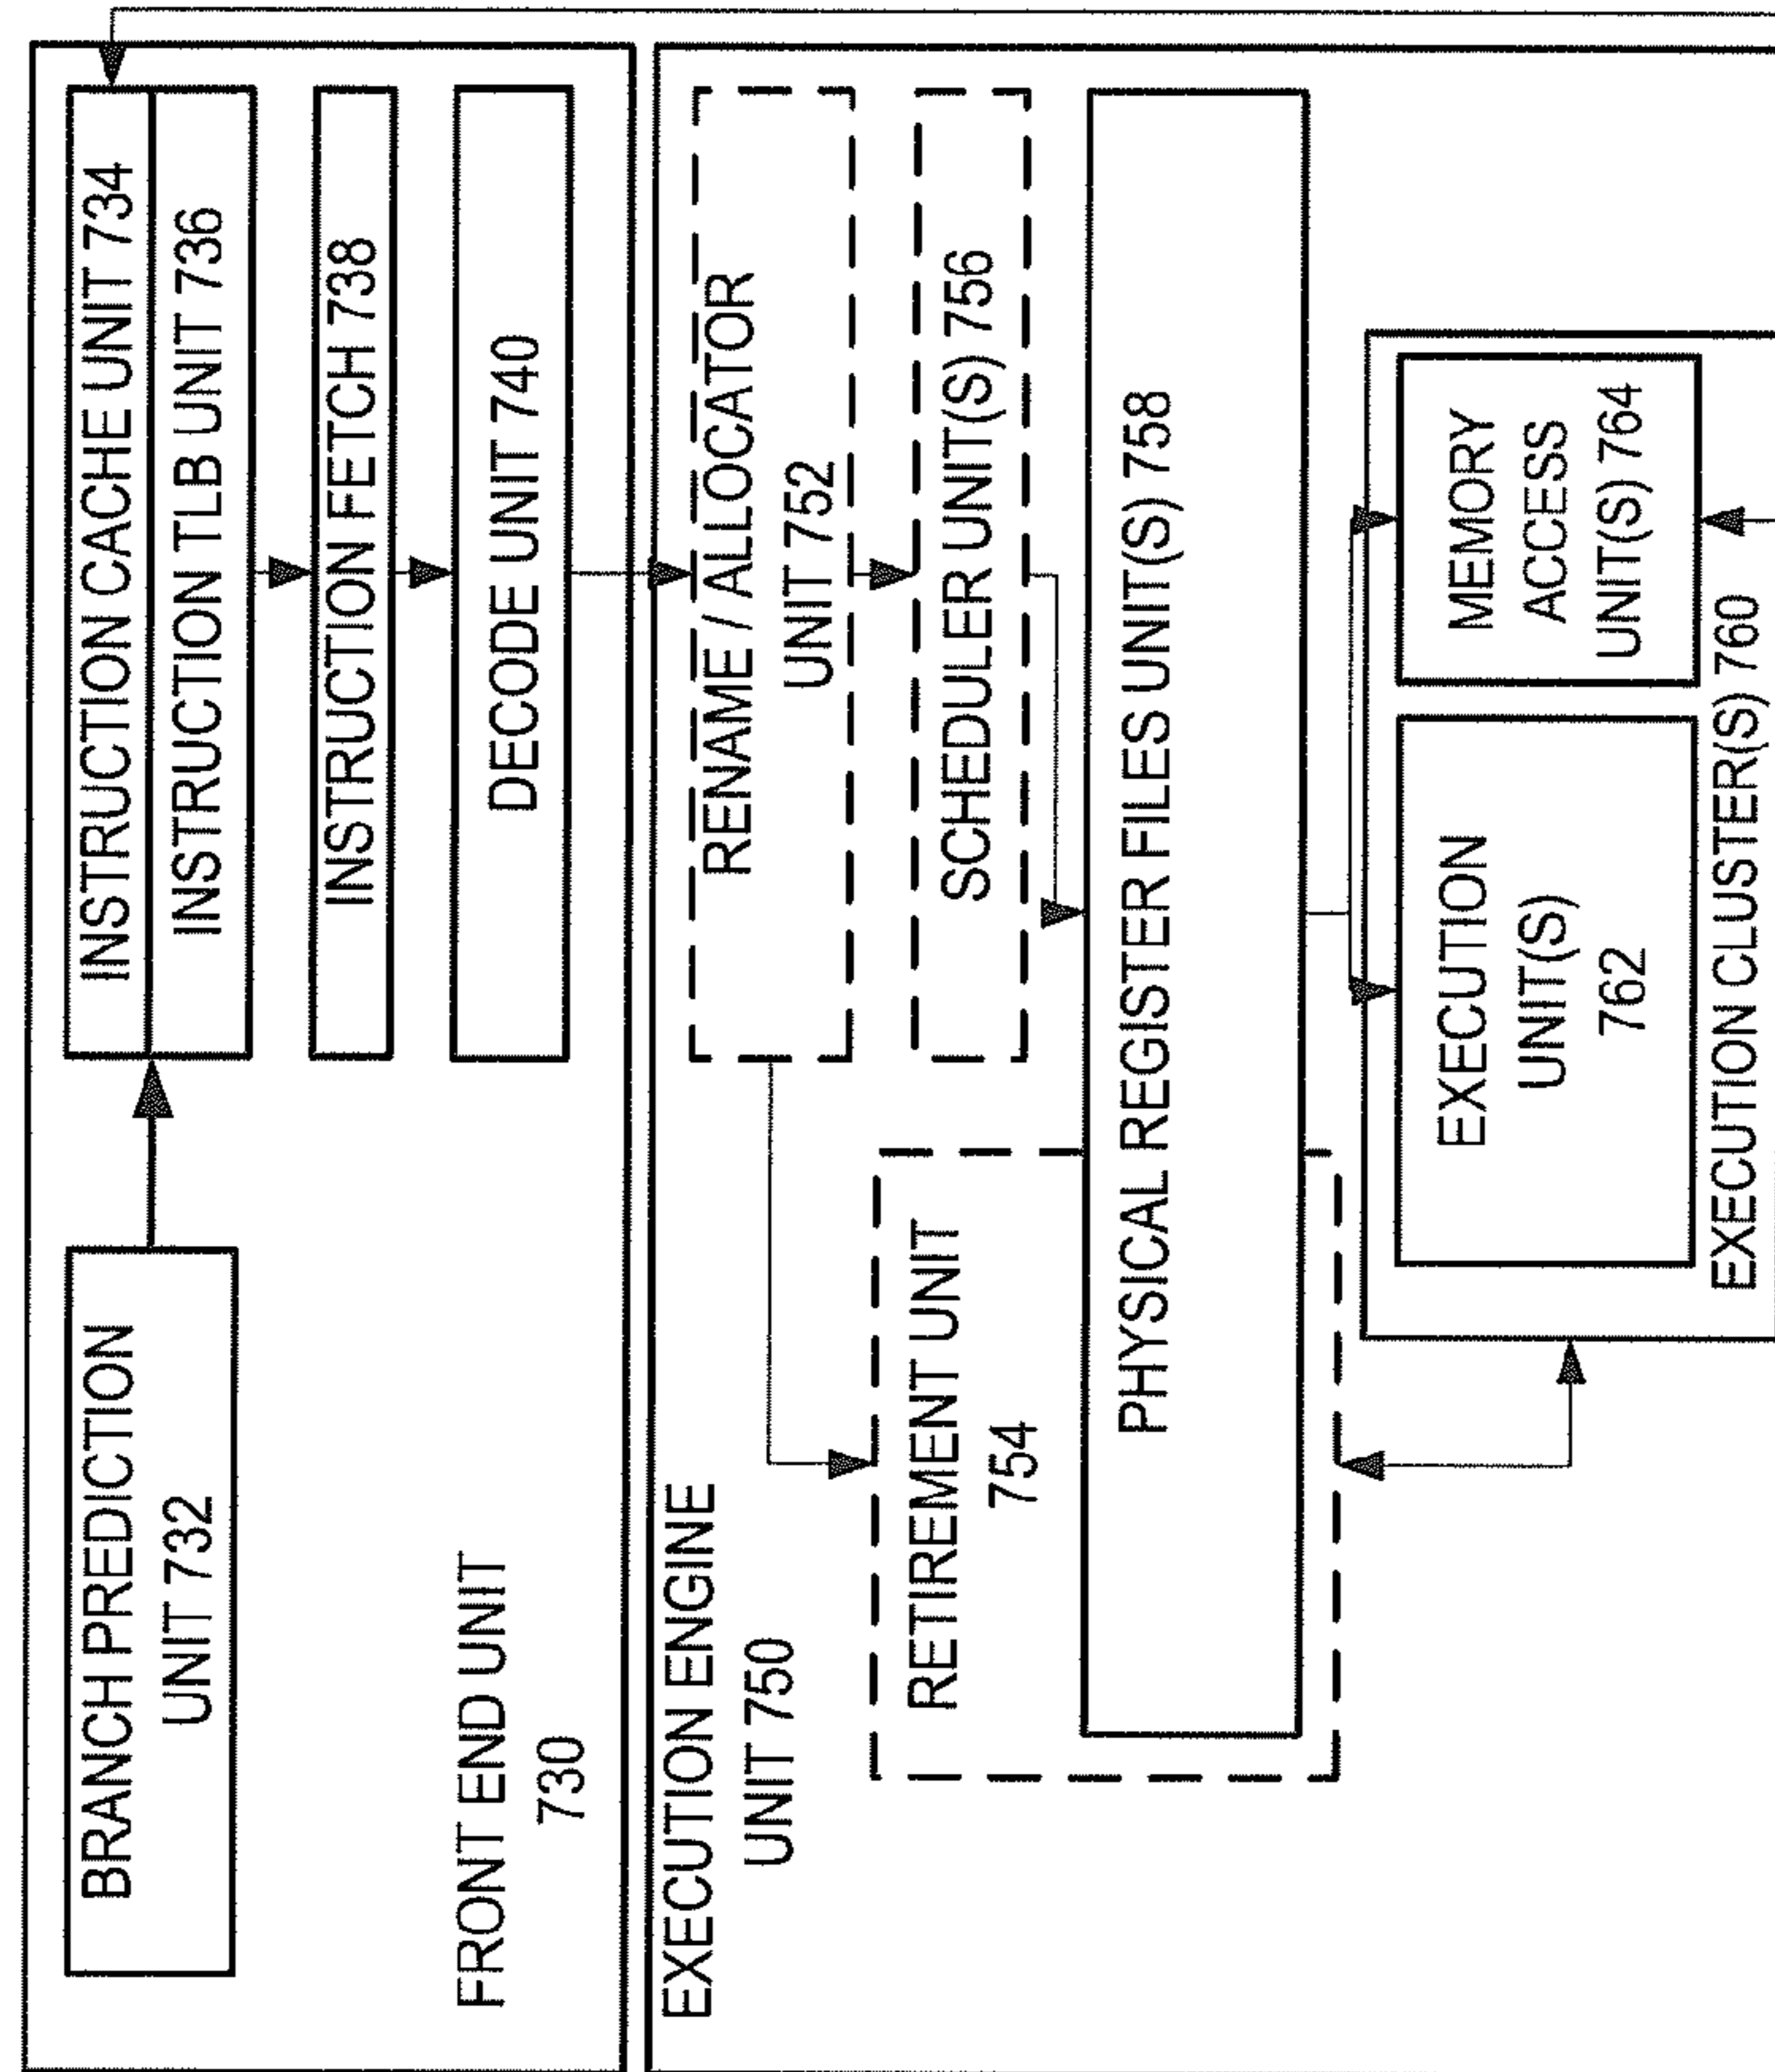 BRANCH PREDICTION
UNIT 732
INSTRUCTION CACHE UNIT 734
INSTRUCTION TLB UNIT 736
INSTRUCTION FETCH 738
DECODE UNIT 740
FRONT END UNIT
730
EXECUTION ENGINE
UNIT 750
RENAME / ALLOCATOR
UNIT 752
RETIREMENT UNIT
754
SCHEDULER UNIT(S) 756
PHYSICAL REGISTER FILES UNIT(S) 758
EXECUTION
UNIT(S)
762
MEMORY
ACCESS
UNIT(S) 764
EXECUTION CLUSTER(S) 760